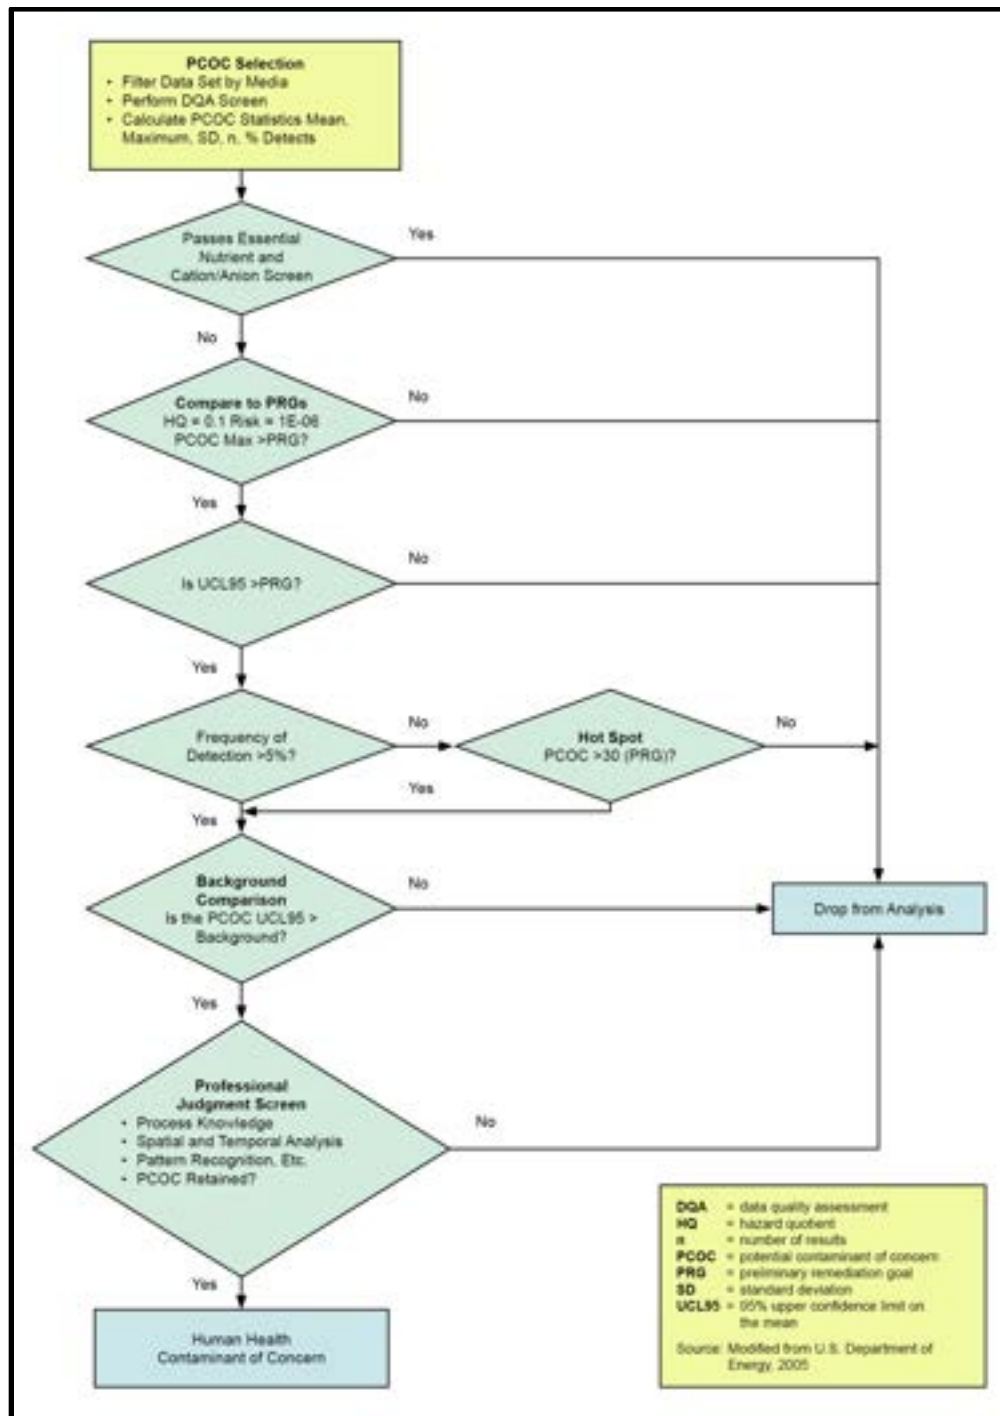 PCOC Selection
• Filter Data Set by Media
• Perform DQA Screen
• Calculate PCOC Statistics Mean,
Maximum, SD, n, % Detects
Passes Essential
Nutrient and
Cation/Anion Screen
Yes
No
Compare to PRGs
HQ = 0.1 Risk = 1E-06
PCOC Max >PRG?
No
Yes
Is UCL95 >PRG?
No
Yes
Frequency of
Detection >5%?
No
Hot Spot
PCOC >30 (PRG)?
No
Yes
Yes
Background
Comparison
Is the PCOC UCL95 >
Background?
No
Drop from Analysis
Yes
Professional
Judgment Screen
• Process Knowledge
• Spatial and Temporal Analysis
• Pattern Recognition, Etc.
• PCOC Retained?
No
Yes
Human Health
Contaminant of Concern
DQA = data quality assessment
HQ = hazard quotient
n = number of results
PCOC = potential contaminant of concern
PRG = preliminary remediation goal
SD = standard deviation
UCL95 = 95% upper confidence limit on
the mean
Source: Modified from U.S. Department of
Energy, 2005